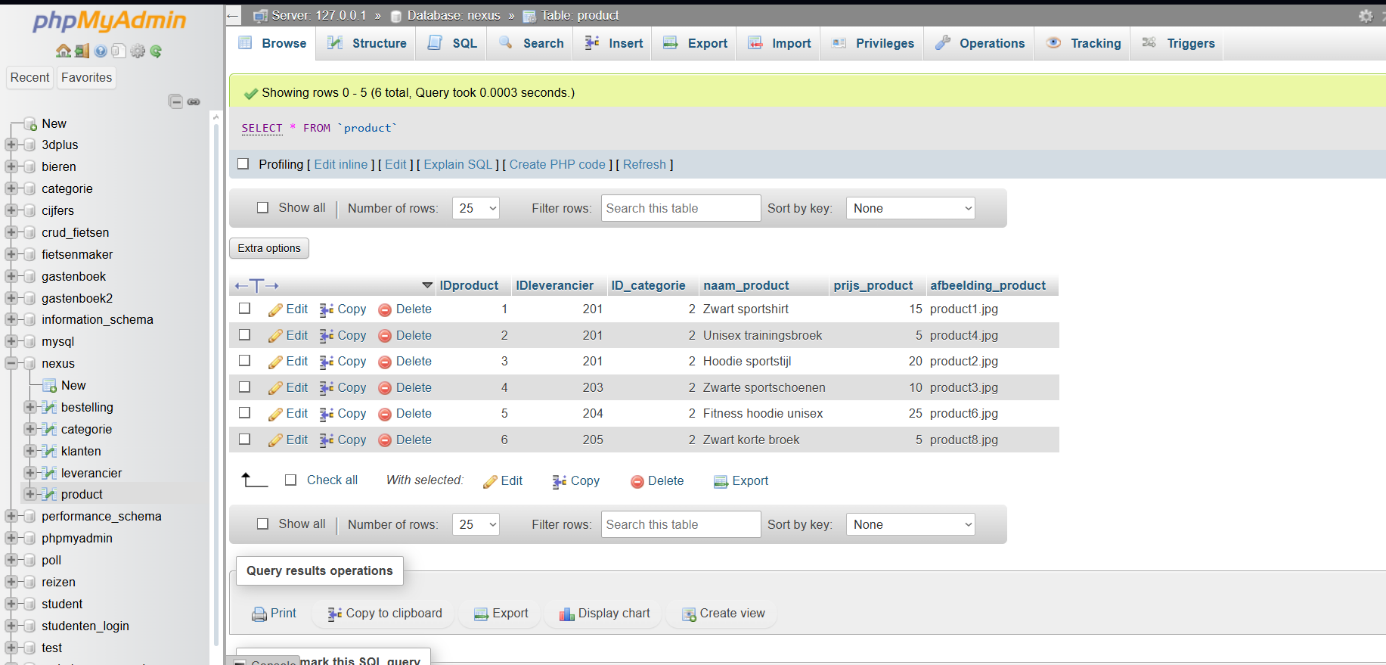 phpMyAdmin
Recent Favorites
New
3dplus
bieren
categorie
cijfers
crud_fietsen
fietsenmaker
gastenboek
gastenboek2
information_schema
mysql
nexus
New
bestelling
categorie
klanten
leverancier
product
performance_schema
phpmyadmin
poll
reizen
student
studenten_login
test
Server: 127.0.0.1 » Database: nexus » Table: product
Browse Structure SQL Search Insert Export Import Privileges Operations Tracking Triggers
Showing rows 0 - 5 (6 total, Query took 0.0003 seconds.)
SELECT * FROM `product`
Profiling [ Edit inline ] [ Edit ] [ Explain SQL ] [ Create PHP code ] [ Refresh ]
Show all | Number of rows: 25 Filter rows: Search this table Sort by key: None
Extra options
←T→ IDproduct IDleverancier ID_categorie naam_product prijs_product afbeelding_product
Edit Copy Delete 1 201 2 Zwart sportshirt 15 product1.jpg
Edit Copy Delete 2 201 2 Unisex trainingsbroek 5 product4.jpg
Edit Copy Delete 3 201 2 Hoodie sportstijl 20 product2.jpg
Edit Copy Delete 4 203 2 Zwarte sportschoenen 10 product3.jpg
Edit Copy Delete 5 204 2 Fitness hoodie unisex 25 product6.jpg
Edit Copy Delete 6 205 2 Zwart korte broek 5 product8.jpg
Check all With selected: Edit Copy Delete Export
Show all | Number of rows: 25 Filter rows: Search this table Sort by key: None
Query results operations
Print Copy to clipboard Export Display chart Create view
Console mark this SQL query